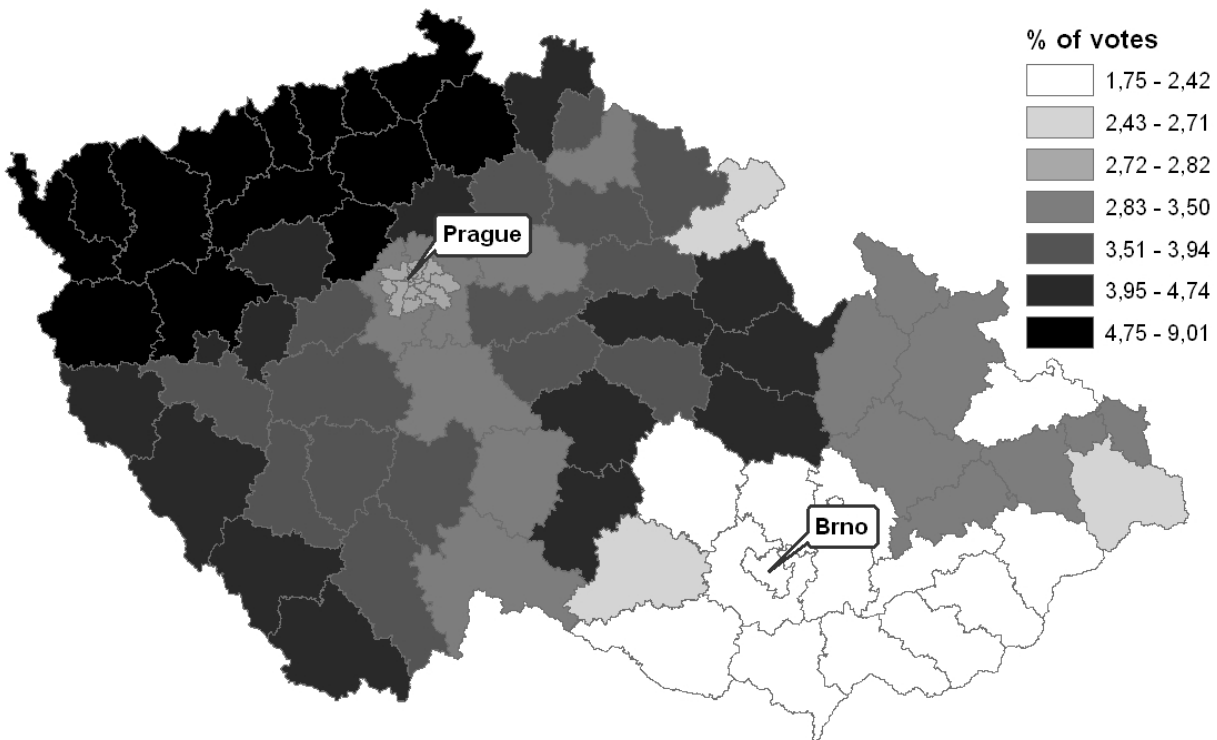 % of votes
1,75 - 2,42
2,43 - 2,71
2,72 - 2,82
2,83 - 3,50
3,51 - 3,94
3,95 - 4,74
4,75 - 9,01
Prague
Brno